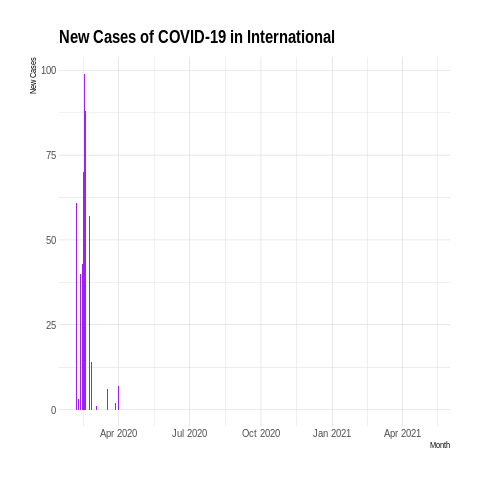 New Cases of COVID-19 in International
New Cases
100
75
50
25
0
Apr 2020 Jul 2020 Oct 2020 Jan 2021 Apr 2021
Month